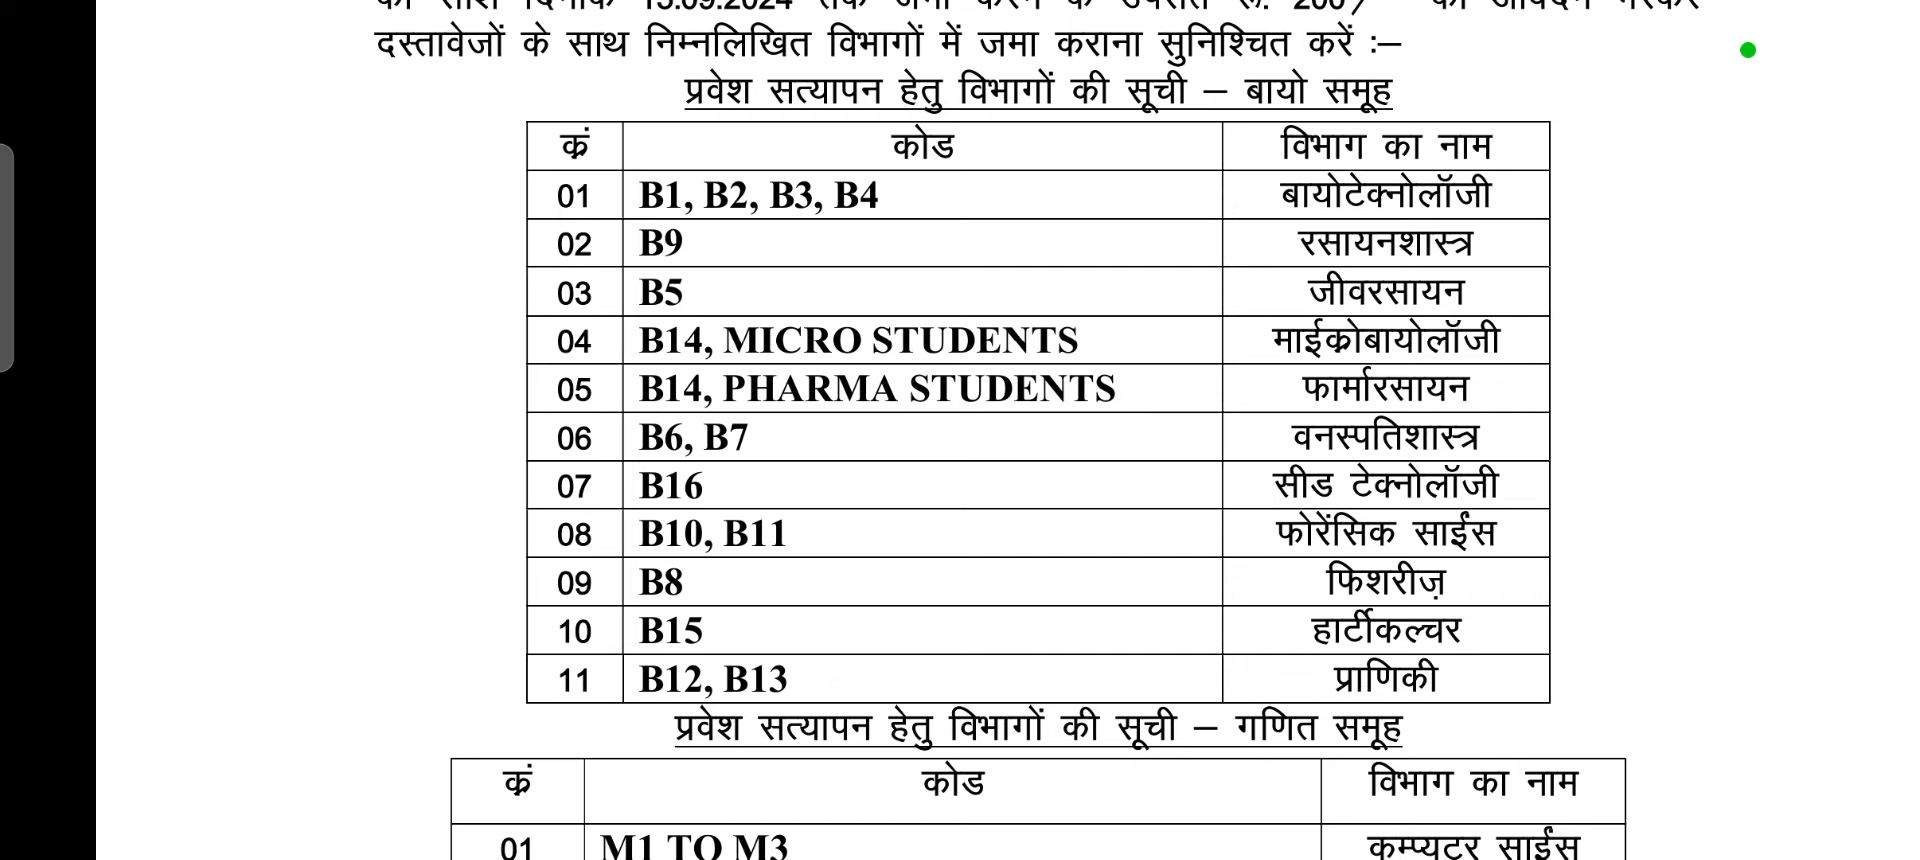 दस्तावेजों के साथ निम्नलिखित विभागों में जमा कराना सुनिश्चित करें :–
प्रवेश सत्यापन हेतु विभागों की सूची – बायो समूह
क्रं कोड विभाग का नाम
01 B1, B2, B3, B4 बायोटेक्नोलॉजी
02 B9 रसायनशास्त्र
03 B5 जीवरसायन
04 B14, MICRO STUDENTS माईक्रोबायोलॉजी
05 B14, PHARMA STUDENTS फार्मारसायन
06 B6, B7 वनस्पतिशास्त्र
07 B16 सीड टेक्नोलॉजी
08 B10, B11 फोरेंसिक साईंस
09 B8 फिशरीज़
10 B15 हार्टीकल्चर
11 B12, B13 प्राणिकी
प्रवेश सत्यापन हेतु विभागों की सूची – गणित समूह
क्रं कोड विभाग का नाम
01 M1 TO M3 कम्प्यूटर साईंस